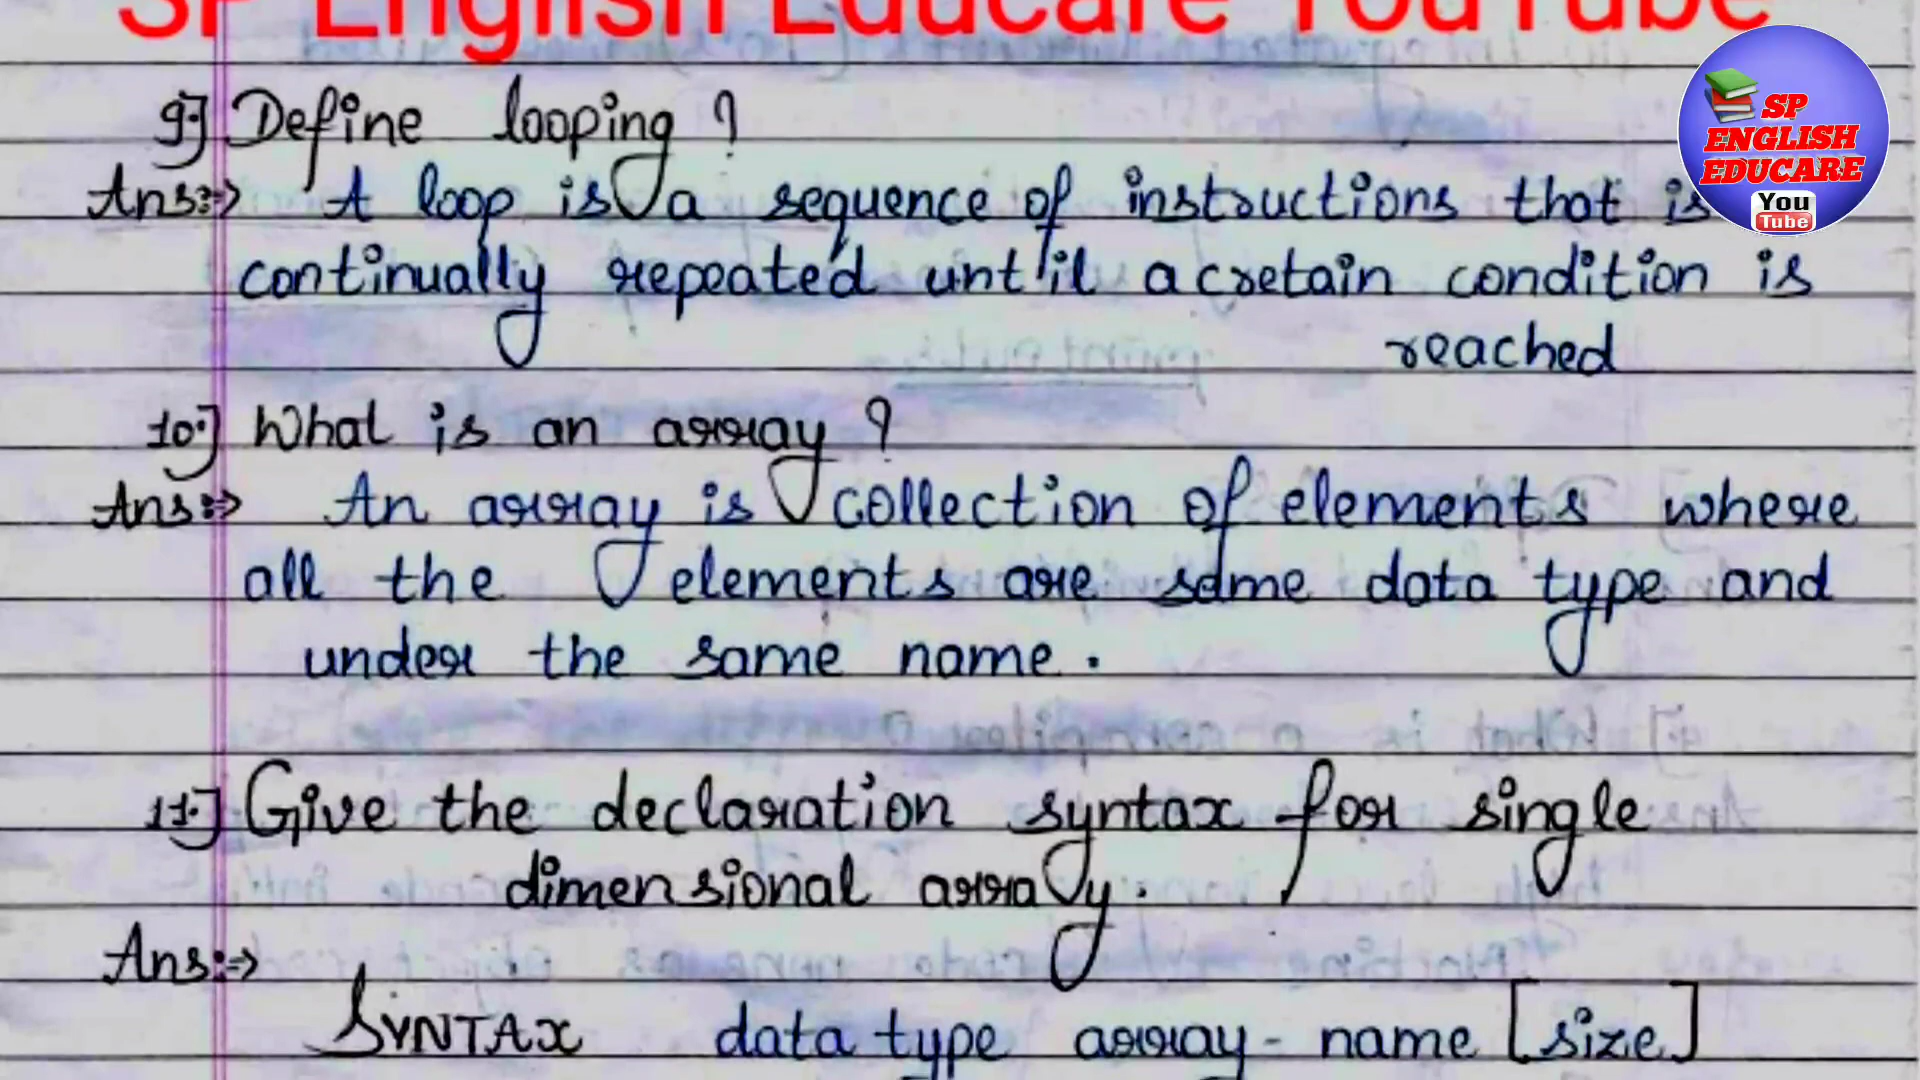 SP English Educare YouTube
SP
ENGLISH
EDUCARE
You
Tube
9.] Define looping?
Ans:-> A loop is a sequence of instructions that is
continually repeated until a cretain condition is
reached
10.] What is an array?
Ans:-> An array is collection of elements where
all the elements are same data type and
under the same name.
11.] Give the declaration syntax for single
dimensional array.
Ans:->
SYNTAX data type array-name [size]